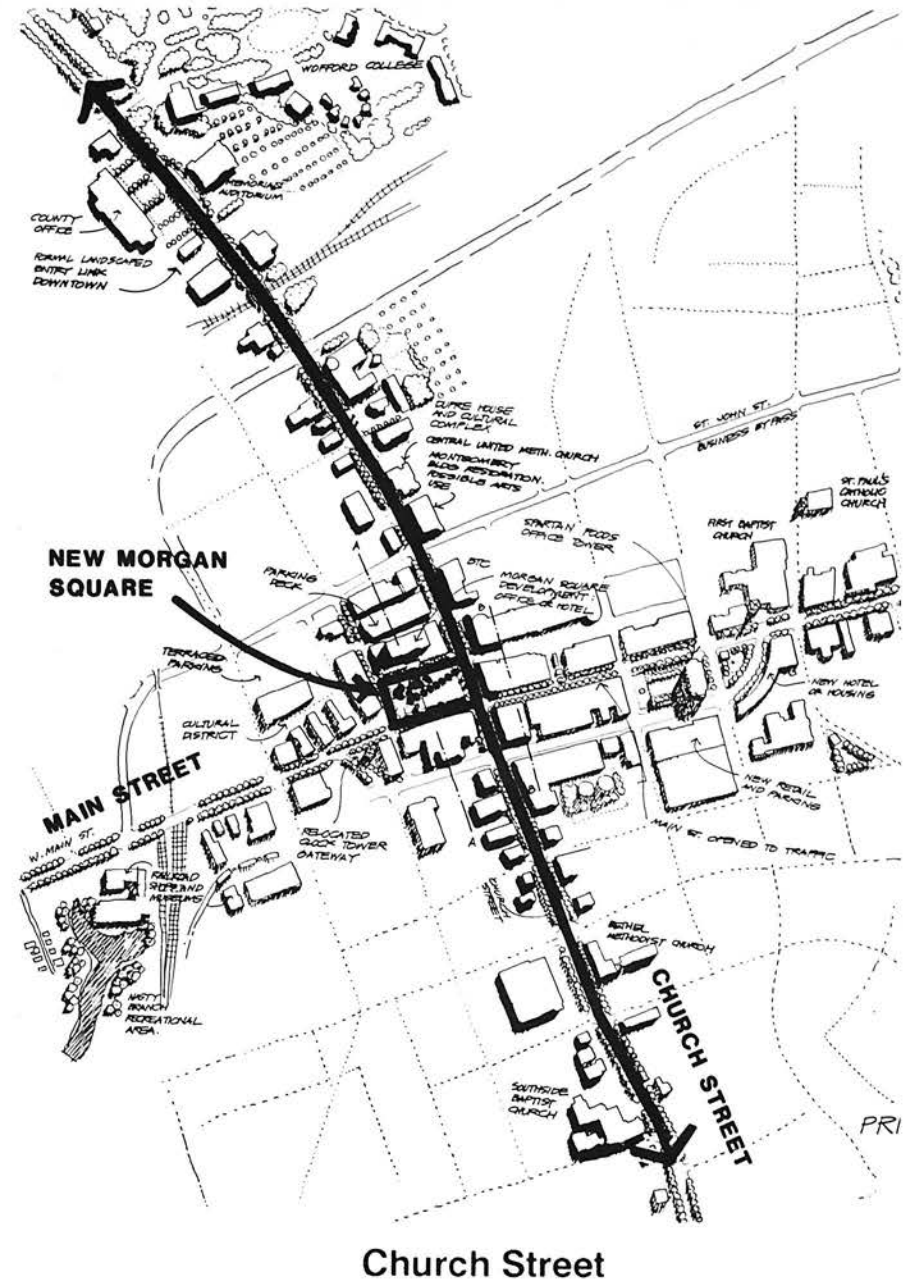 WOFFORD COLLEGE
MEMORIAL
AUDITORIUM
COUNTY
OFFICE
FORMAL LANDSCAPED
ENTRY LINK
DOWNTOWN
DUPRE HOUSE
AND CULTURAL
COMPLEX
CENTRAL UNITED METH. CHURCH
MONTGOMERY
BLDG RESTORATION.
POSSIBLE ARTS
USE
ST. JOHN ST.
BUSINESS BYPASS
ST. PAUL'S
CATHOLIC
CHURCH
SPARTAN FOODS
OFFICE TOWER
FIRST BAPTIST
CHURCH
NEW MORGAN
SQUARE
PARKING
DECK
BTC
MORGAN SQUARE
DEVELOPMENT:
OFFICE OR HOTEL
TERRACED
PARKING
CULTURAL
DISTRICT
NEW HOTEL
OR HOUSING
MAIN STREET
W. MAIN ST.
NEW RETAIL
AND PARKING
MAIN ST. OPENED TO TRAFFIC
RELOCATED
CLOCK TOWER
GATEWAY
A
RAILROAD
SHOPS AND
MUSEUMS
CHURCH
STREET
BETHEL
METHODIST CHURCH
NASTY
BRANCH
RECREATIONAL
AREA.
CHURCH STREET
SOUTHSIDE
BAPTIST
CHURCH
PRI
Church Street